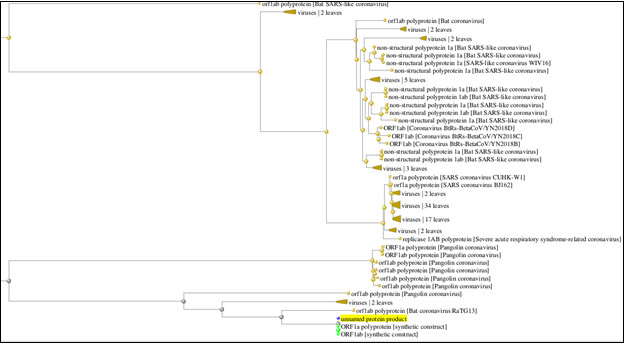 orf1ab polyprotein [Bat SARS-like coronavirus]
viruses | 2 leaves
orf1ab polyprotein [Bat coronavirus]
viruses | 2 leaves
viruses | 2 leaves
non-structural polyprotein 1a [Bat SARS-like coronavirus]
non-structural polyprotein 1a [Bat SARS-like coronavirus]
non-structural polyprotein 1a [SARS-like coronavirus WIV16]
non-structural polyprotein 1a [Bat SARS-like coronavirus]
viruses | 5 leaves
non-structural polyprotein 1a [Bat SARS-like coronavirus]
non-structural polyprotein 1ab [Bat SARS-like coronavirus]
non-structural polyprotein 1a [Bat SARS-like coronavirus]
non-structural polyprotein 1ab [Bat SARS-like coronavirus]
non-structural polyprotein 1a [Bat SARS-like coronavirus]
ORF1ab [Coronavirus BtRs-BetaCoV/YN2018D]
ORF1ab [Coronavirus BtRs-BetaCoV/YN2018C]
ORF1ab [Coronavirus BtRs-BetaCoV/YN2018B]
non-structural polyprotein 1a [Bat SARS-like coronavirus]
non-structural polyprotein 1ab [Bat SARS-like coronavirus]
viruses | 3 leaves
orf1a polyprotein [SARS coronavirus CUHK-W1]
orf1a polyprotein [SARS coronavirus BJ162]
viruses | 2 leaves
viruses | 34 leaves
viruses | 17 leaves
viruses | 2 leaves
replicase 1AB polyprotein [Severe acute respiratory syndrome-related coronavirus]
ORF1a polyprotein [Pangolin coronavirus]
ORF1ab polyprotein [Pangolin coronavirus]
orf1ab polyprotein [Pangolin coronavirus]
orf1ab polyprotein [Pangolin coronavirus]
orf1ab polyprotein [Pangolin coronavirus]
orf1ab polyprotein [Pangolin coronavirus]
orf1ab polyprotein [Pangolin coronavirus]
viruses | 2 leaves
orf1ab polyprotein [Bat coronavirus RaTG13]
unnamed protein product
ORF1a polyprotein [synthetic construct]
ORF1ab [synthetic construct]